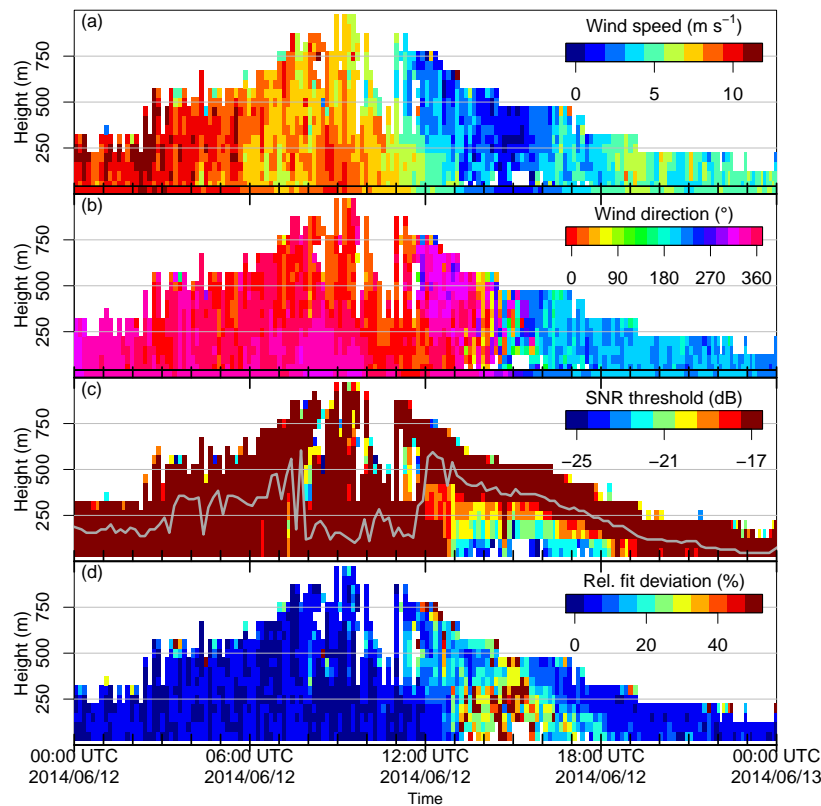 (a)
Wind speed (m s⁻¹)
0 5 10
Height (m)
750
500
250
(b)
Wind direction (°)
0 90 180 270 360
Height (m)
750
500
250
(c)
SNR threshold (dB)
−25 −21 −17
Height (m)
750
500
250
(d)
Rel. fit deviation (%)
0 20 40
Height (m)
750
500
250
00:00 UTC 06:00 UTC 12:00 UTC 18:00 UTC 00:00 UTC
2014/06/12 2014/06/12 2014/06/12 2014/06/12 2014/06/13
Time